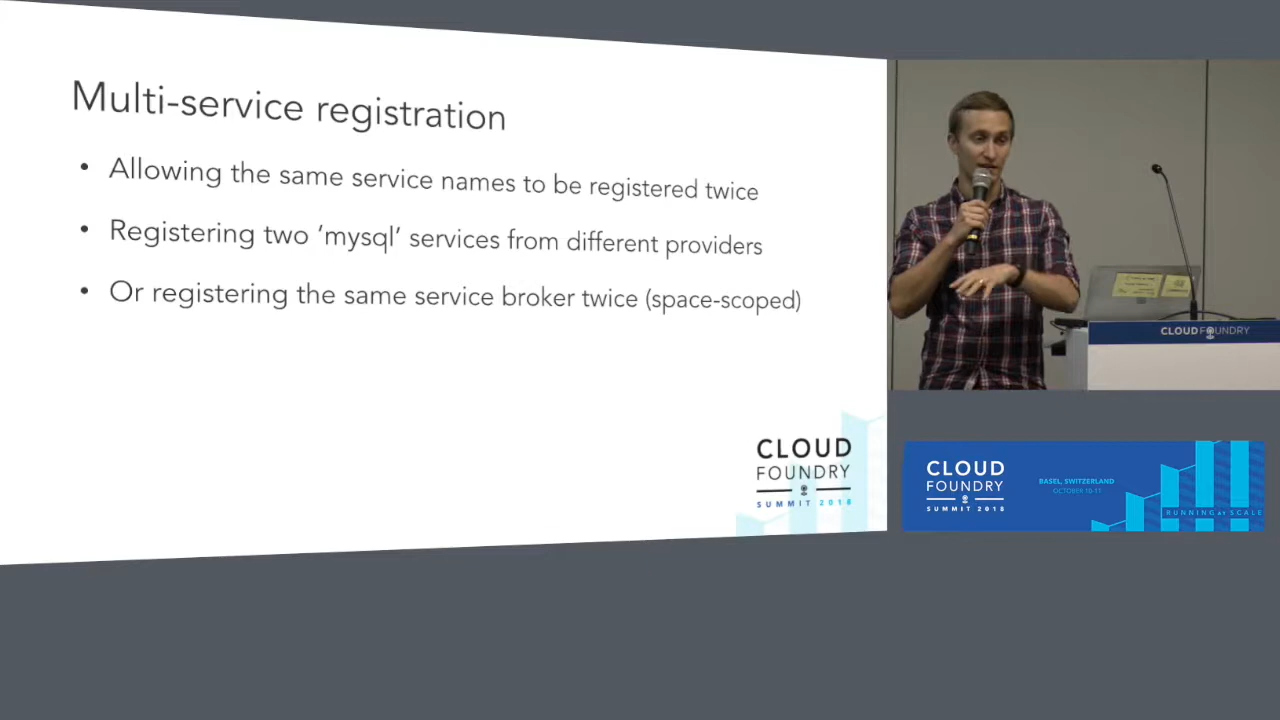 Multi-service registration
• Allowing the same service names to be registered twice
• Registering two ‘mysql’ services from different providers
• Or registering the same service broker twice (space-scoped)
CLOUD
FOUNDRY
SUMMIT 2018
CLOUD FOUNDRY
CLOUD
FOUNDRY
SUMMIT 2018
BASEL, SWITZERLAND
OCTOBER 10-11
RUNNING AT SCALE